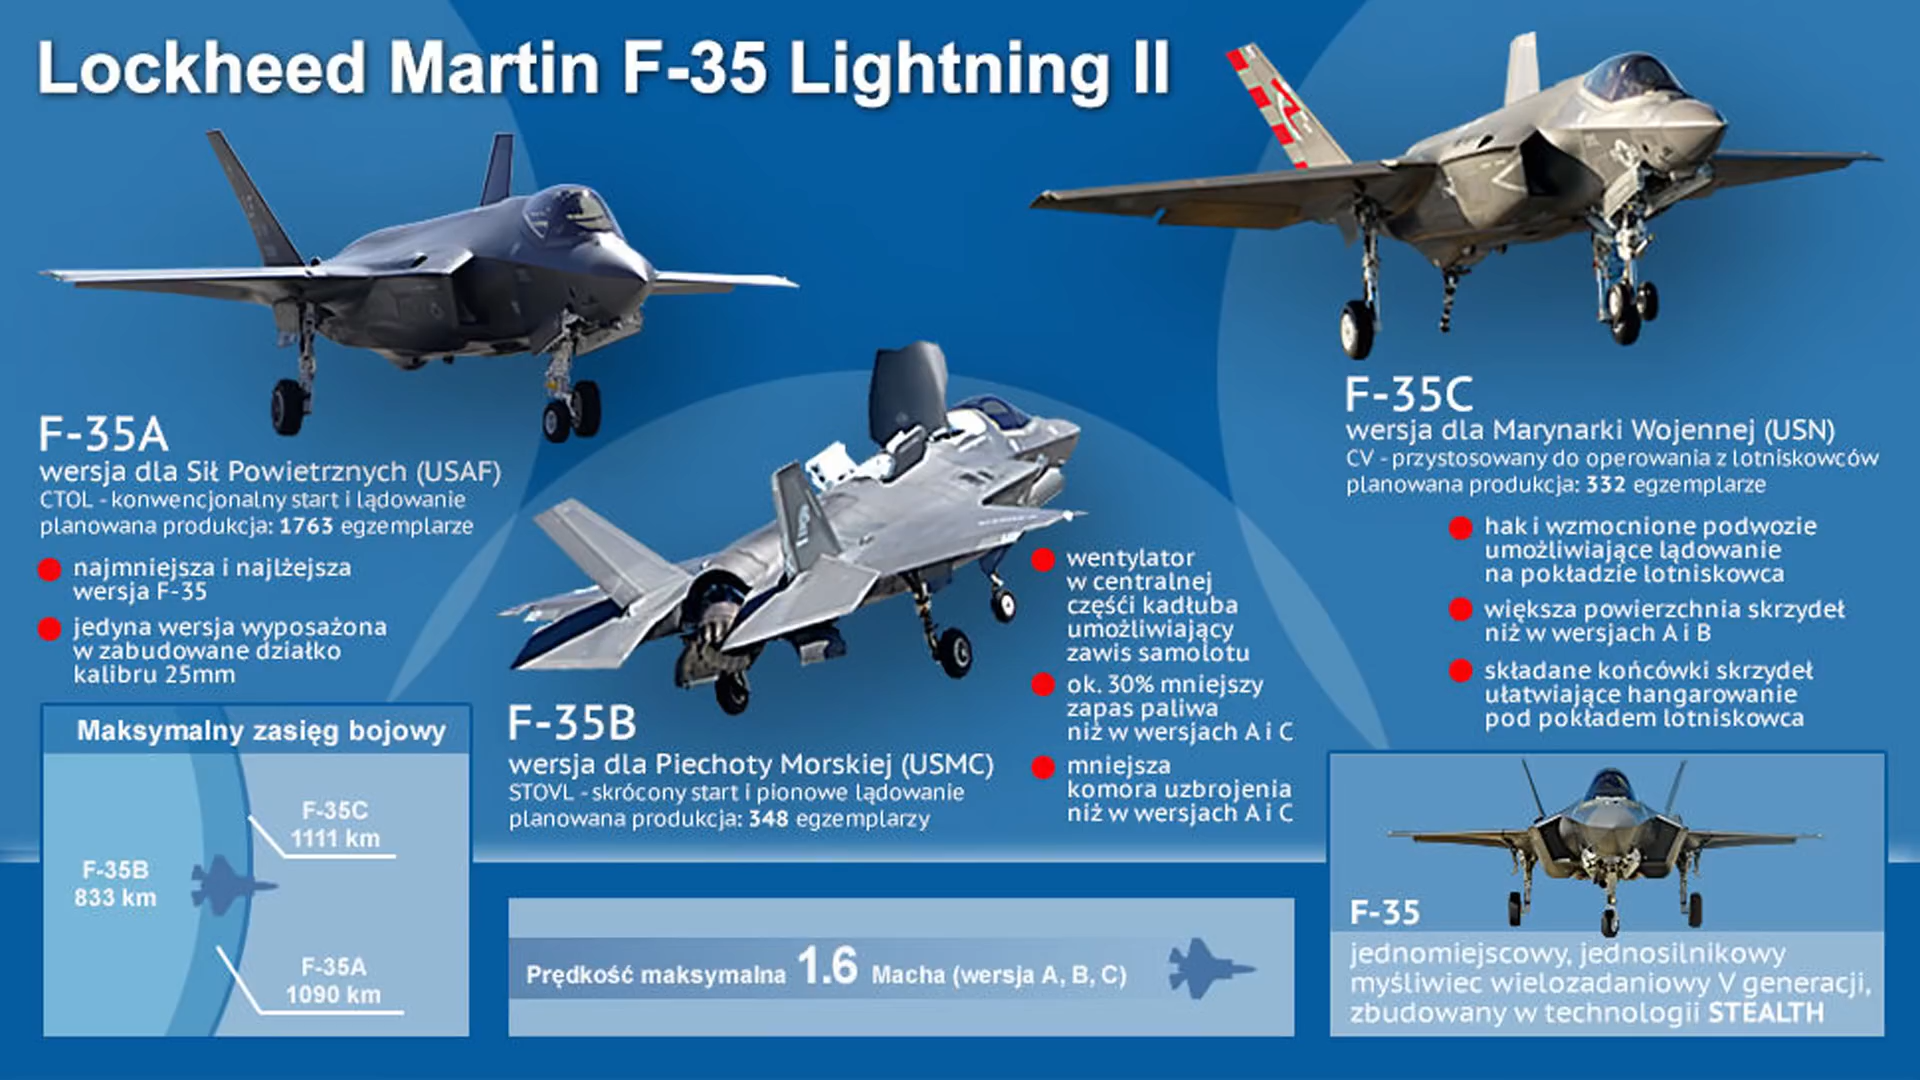 Lockheed Martin F-35 Lightning II
F-35A
wersja dla Sił Powietrznych (USAF)
CTOL - konwencjonalny start i lądowanie
planowana produkcja: 1763 egzemplarze
najmniejsza i najlżejsza
wersja F-35
jedyna wersja wyposażona
w zabudowane działko
kalibru 25mm
F-35B
wersja dla Piechoty Morskiej (USMC)
STOVL - skrócony start i pionowe lądowanie
planowana produkcja: 348 egzemplarzy
wentylator
w centralnej
częśći kadłuba
umożliwiający
zawis samolotu
ok. 30% mniejszy
zapas paliwa
niż w wersjach A i C
mniejsza
komora uzbrojenia
niż w wersjach A i C
F-35C
wersja dla Marynarki Wojennej (USN)
CV - przystosowany do operowania z lotniskowców
planowana produkcja: 332 egzemplarze
hak i wzmocnione podwozie
umożliwiające lądowanie
na pokładzie lotniskowca
większa powierzchnia skrzydeł
niż w wersjach A i B
składane końcówki skrzydeł
ułatwiające hangarowanie
pod pokładem lotniskowca
Maksymalny zasięg bojowy
F-35C
1111 km
F-35B
833 km
F-35A
1090 km
Prędkość maksymalna 1.6 Macha (wersja A, B, C)
F-35
jednomiejscowy, jednosilnikowy
myśliwiec wielozadaniowy V generacji,
zbudowany w technologii STEALTH